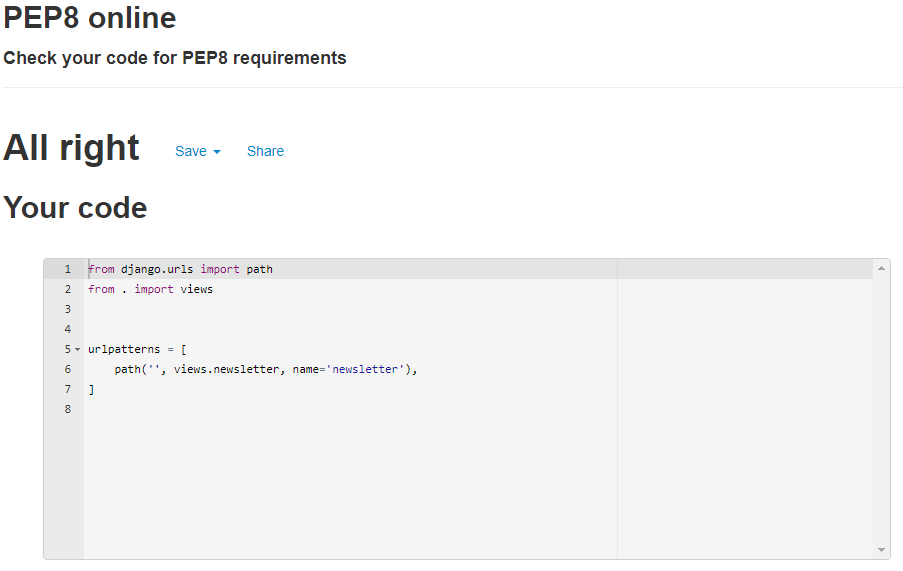 PEP8 online
Check your code for PEP8 requirements
All right Save Share
Your code
1 from django.urls import path
2 from . import views
3
4
5 urlpatterns = [
6     path('', views.newsletter, name='newsletter'),
7 ]
8